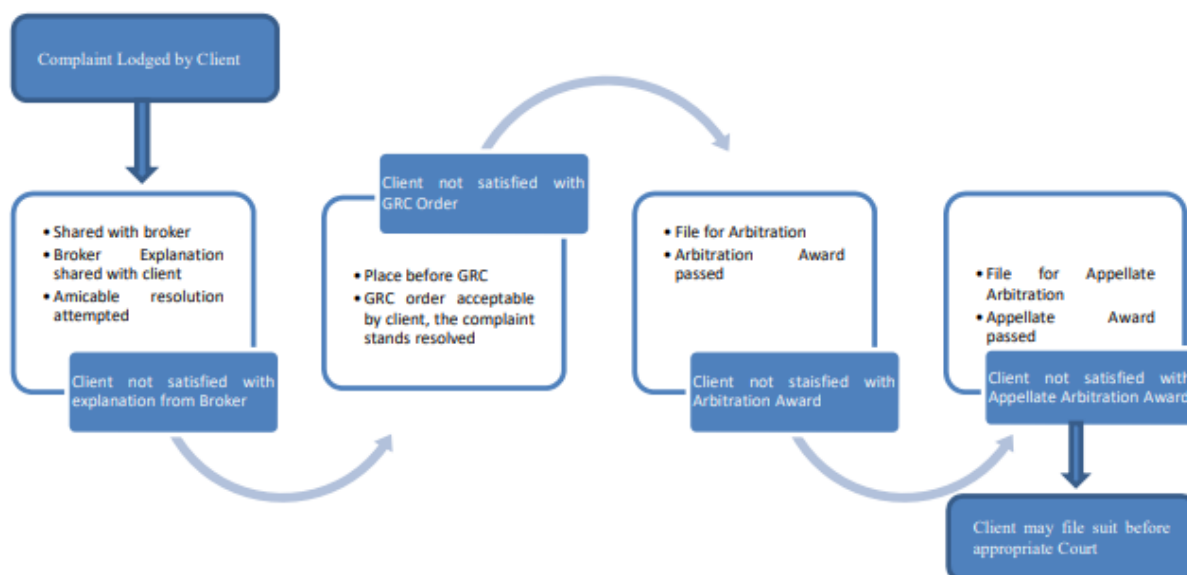 Complaint Lodged by Client
• Shared with broker
• Broker Explanation
shared with client
• Amicable resolution
attempted
Client not satisfied with
explanation from Broker
Client not satisfied with
GRC Order
• Place before GRC
• GRC order acceptable
by client, the complaint
stands resolved
• File for Arbitration
• Arbitration Award
passed
Client not staisfied with
Arbitration Award
• File for Appellate
Arbitration
• Appellate Award
passed
Client not satisfied with
Appellate Arbitration Award
Client may file suit before
appropriate Court